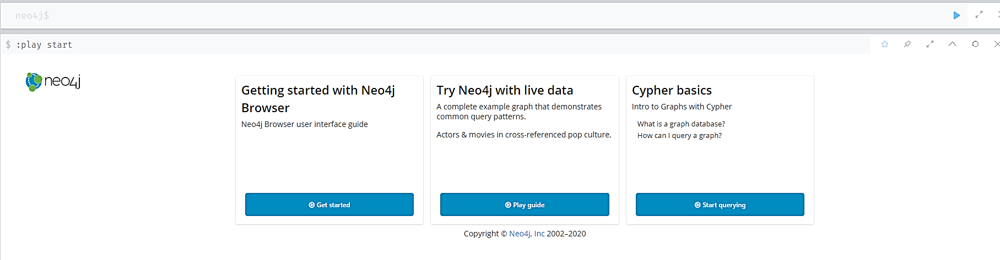 neo4j$
$ :play start
neo4j
Getting started with Neo4j
Browser
Neo4j Browser user interface guide
Get started
Try Neo4j with live data
A complete example graph that demonstrates
common query patterns.
Actors & movies in cross-referenced pop culture.
Play guide
Cypher basics
Intro to Graphs with Cypher
What is a graph database?
How can I query a graph?
Start querying
Copyright © Neo4j, Inc 2002–2020